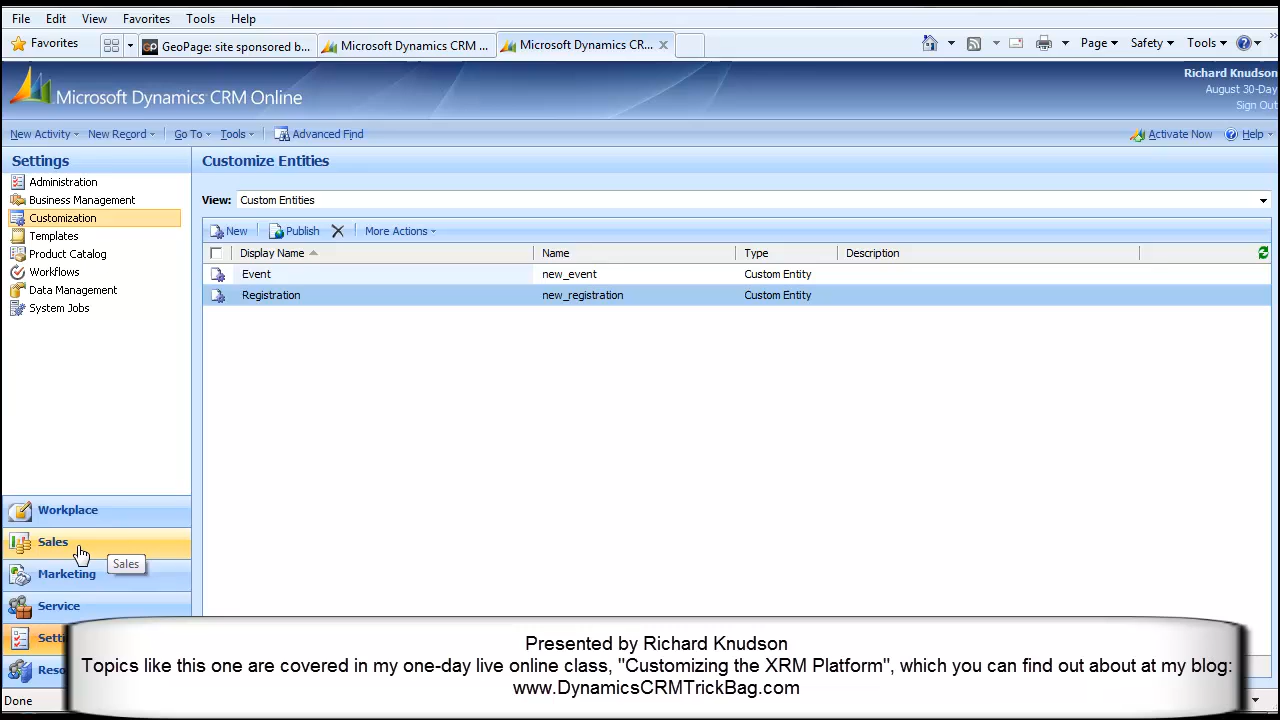 File Edit View Favorites Tools Help
Favorites GeoPage: site sponsored b... Microsoft Dynamics CRM ... Microsoft Dynamics CR... Page Safety Tools
Richard Knudson
August 30-Day
Sign Out
Microsoft Dynamics CRM Online
New Activity New Record Go To Tools Advanced Find Activate Now Help
Settings
Administration
Business Management
Customization
Templates
Product Catalog
Workflows
Data Management
System Jobs
Customize Entities
View: Custom Entities
New Publish More Actions
Display Name Name Type Description
Event new_event Custom Entity
Registration new_registration Custom Entity
Workplace
Sales
Sales
Marketing
Service
Setti
Reso
Presented by Richard Knudson
Topics like this one are covered in my one-day live online class, "Customizing the XRM Platform", which you can find out about at my blog:
www.DynamicsCRMTrickBag.com
Done